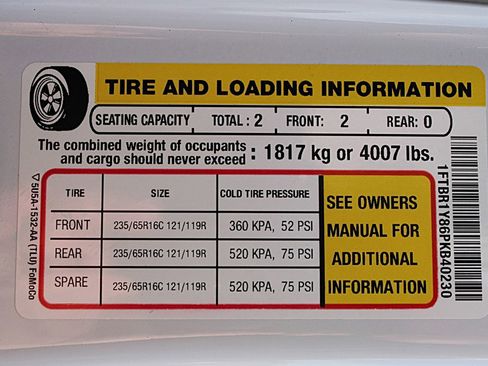 TIRE AND LOADING INFORMATION
SEATING CAPACITY TOTAL : 2 FRONT: 2 REAR: 0
The combined weight of occupants
and cargo should never exceed : 1817 kg or 4007 lbs.
TIRE SIZE COLD TIRE PRESSURE
FRONT 235/65R16C 121/119R 360 KPA, 52 PSI
REAR 235/65R16C 121/119R 520 KPA, 75 PSI
SPARE 235/65R16C 121/119R 520 KPA, 75 PSI
SEE OWNERS
MANUAL FOR
ADDITIONAL
INFORMATION
▽ 5U5A-1532-AA (TLU) FoMoCo
1FTBR1Y86PKB40230